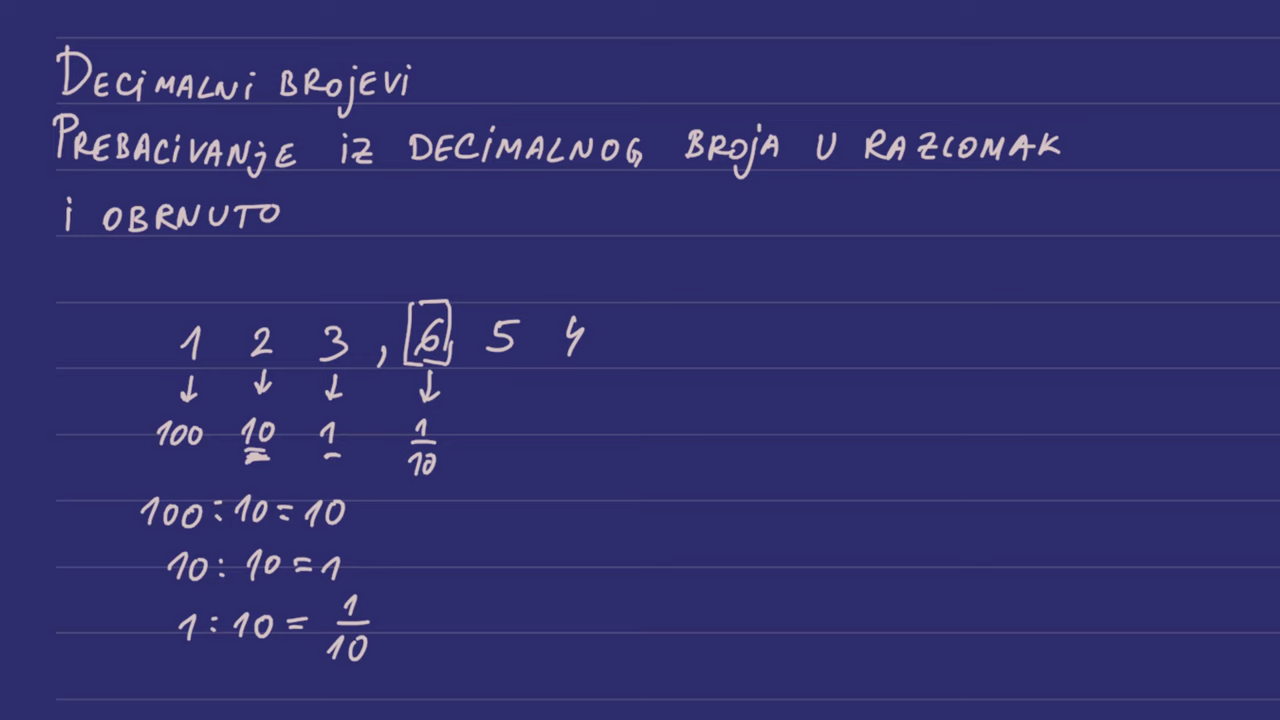 DECIMALNI BROJEVI
PREBACIVANJE IZ DECIMALNOG BROJA U RAZLOMAK
I OBRNUTO
1 2 3 , 6 5 4
↓ ↓ ↓ ↓
100 10 1 1/10
100 : 10 = 10
10 : 10 = 1
1 : 10 = 1/10